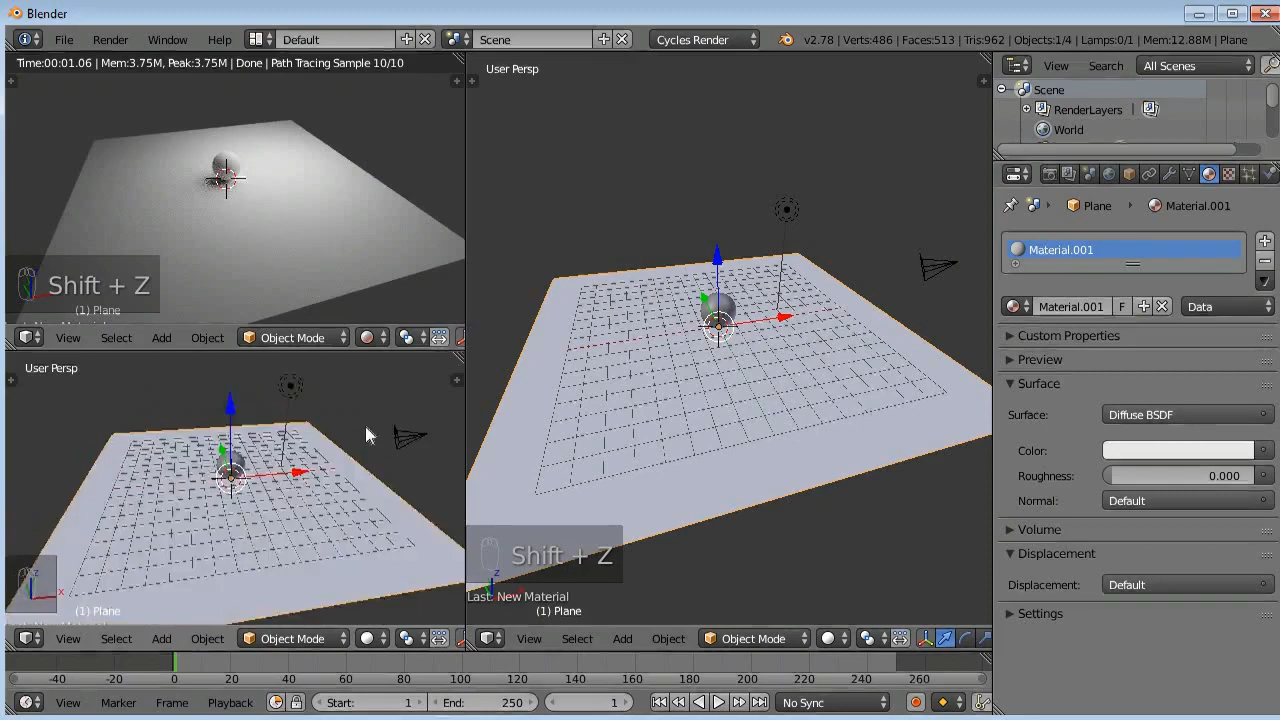 Blender
File Render Window Help Default Scene Cycles Render v2.78 | Verts:486 | Faces:513 | Tris:962 | Objects:1/4 | Lamps:0/1 | Mem:12.88M | Plane
Time:00:01.06 | Mem:3.75M, Peak:3.75M | Done | Path Tracing Sample 10/10
Shift + Z
(1) Plane
View Select Add Object Object Mode
User Persp
z
x
(1) Plane
View Select Add Object Object Mode
User Persp
Shift + Z
z
Last: New Material
(1) Plane
View Select Add Object Object Mode
View Search All Scenes
Scene
RenderLayers
World
Plane Material.001
Material.001
Material.001 F Data
Custom Properties
Preview
Surface
Surface: Diffuse BSDF
Color:
Roughness: 0.000
Normal: Default
Volume
Displacement
Displacement: Default
Settings
-40 -20 0 20 40 60 80 100 120 140 160 180 200 220 240 260
View Marker Frame Playback Start: 1 End: 250 1 No Sync